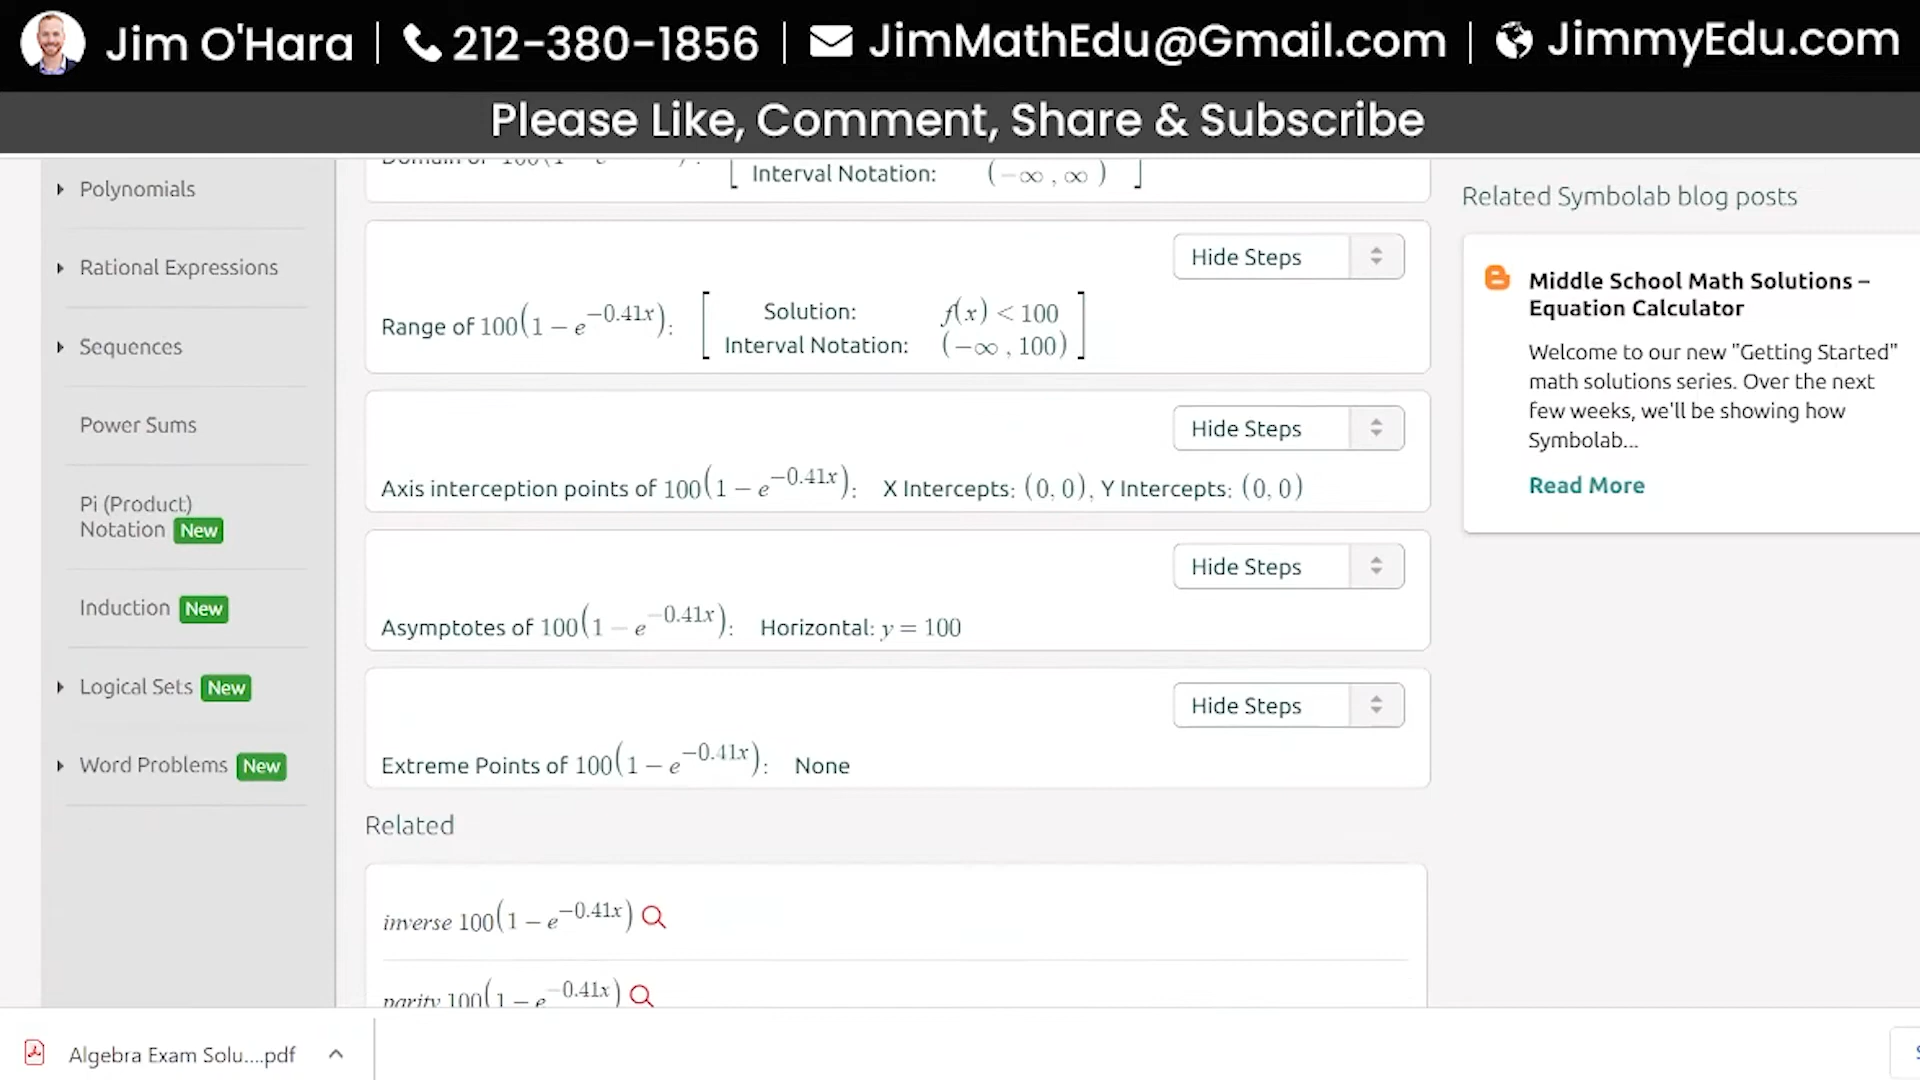 Jim O'Hara | 212-380-1856 | JimMathEdu@Gmail.com | JimmyEdu.com
Please Like, Comment, Share & Subscribe
Polynomials
Rational Expressions
Sequences
Power Sums
Pi (Product)
Notation New
Induction New
Logical Sets New
Word Problems New
Domain of 100(1 − e^−0.41x):
Interval Notation: (−∞ , ∞ )
Hide Steps
Range of 100(1 − e^−0.41x): [ Solution: f(x) < 100
Interval Notation: (−∞ , 100) ]
Hide Steps
Axis interception points of 100(1 − e^−0.41x): X Intercepts: (0, 0), Y Intercepts: (0, 0)
Hide Steps
Asymptotes of 100(1 − e^−0.41x): Horizontal: y = 100
Hide Steps
Extreme Points of 100(1 − e^−0.41x): None
Related
inverse 100(1 − e^−0.41x)
parity 100(1 − e^−0.41x)
Related Symbolab blog posts
Middle School Math Solutions –
Equation Calculator
Welcome to our new "Getting Started"
math solutions series. Over the next
few weeks, we'll be showing how
Symbolab...
Read More
Algebra Exam Solu....pdf